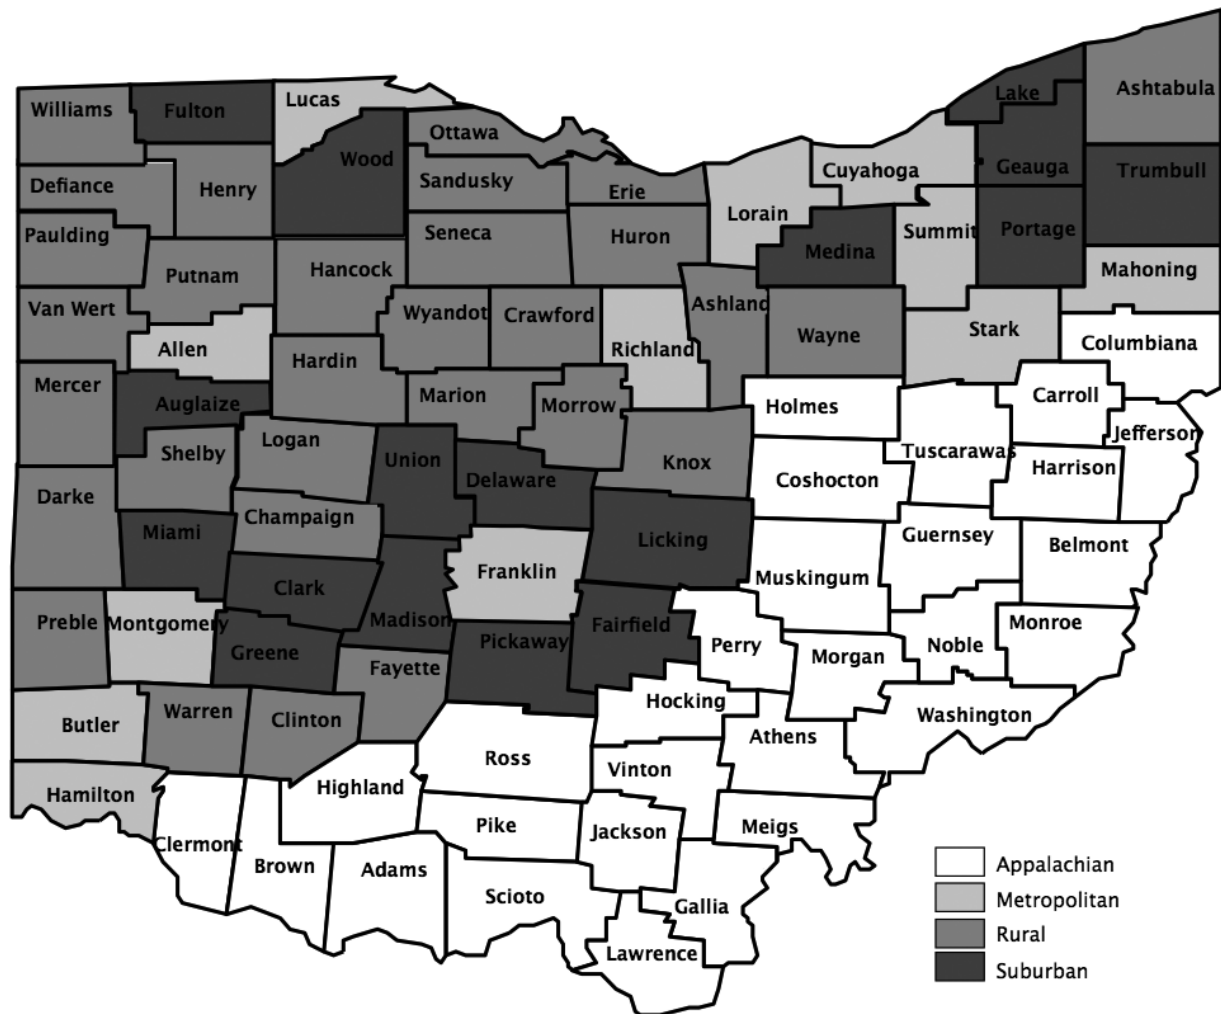 Williams
Fulton
Lucas
Wood
Ottawa
Lake
Ashtabula
Defiance
Henry
Sandusky
Erie
Cuyahoga
Geauga
Trumbull
Paulding
Putnam
Hancock
Seneca
Huron
Lorain
Medina
Summit
Portage
Mahoning
Van Wert
Allen
Hardin
Wyandot
Crawford
Richland
Ashland
Wayne
Stark
Columbiana
Mercer
Auglaize
Marion
Morrow
Holmes
Carroll
Jefferson
Shelby
Logan
Union
Delaware
Knox
Coshocton
Tuscarawas
Harrison
Darke
Miami
Champaign
Licking
Muskingum
Guernsey
Belmont
Clark
Madison
Franklin
Preble
Montgomery
Greene
Fayette
Pickaway
Fairfield
Perry
Morgan
Noble
Monroe
Butler
Warren
Clinton
Ross
Hocking
Athens
Washington
Hamilton
Highland
Vinton
Clermont
Brown
Adams
Pike
Jackson
Meigs
Scioto
Gallia
Lawrence
Appalachian
Metropolitan
Rural
Suburban